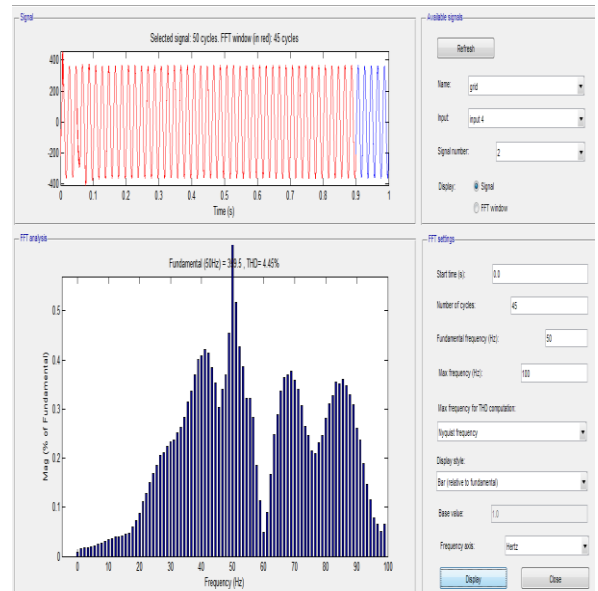 Signal
Selected signal: 50 cycles. FFT window (in red): 45 cycles
400
200
0
-200
-400
0 0.1 0.2 0.3 0.4 0.5 0.6 0.7 0.8 0.9 1
Time (s)
Available signals
Refresh
Name: grid
Input: input 4
Signal number: 2
Display: Signal
FFT window
FFT analysis
Fundamental (50Hz) = , THD= 4.45%
0.5
0.4
0.3
0.2
0.1
0
Mag (% of Fundamental)
0 10 20 30 40 50 60 70 80 90 100
Frequency (Hz)
FFT settings
Start time (s): 0.0
Number of cycles: 45
Fundamental frequency (Hz): 50
Max frequency (Hz): 100
Max frequency for THD computation:
Nyquist frequency
Display style:
Bar (relative to fundamental)
Base value: 1.0
Frequency axis: Hertz
Display Close